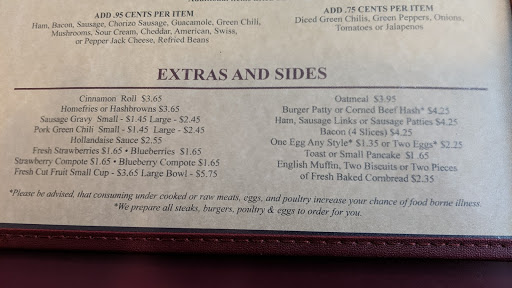 ADD .95 CENTS PER ITEM
Ham, Bacon, Sausage, Chorizo Sausage, Guacamole, Green Chili,
Mushrooms, Sour Cream, Cheddar, American, Swiss,
or Pepper Jack Cheese, Refried Beans
ADD .75 CENTS PER ITEM
Diced Green Chilis, Green Peppers, Onions,
Tomatoes or Jalapenos
EXTRAS AND SIDES
Cinnamon Roll $3.65
Homefries or Hashbrowns $3.65
Sausage Gravy Small - $1.45 Large - $2.45
Pork Green Chili Small - $1.45 Large - $2.45
Hollandaise Sauce $2.55
Fresh Strawberries $1.65 • Blueberries $1.65
Strawberry Compote $1.65 • Blueberry Compote $1.65
Fresh Cut Fruit Small Cup - $3.65 Large Bowl - $5.75
Oatmeal $3.95
Burger Patty or Corned Beef Hash* $4.25
Ham, Sausage Links or Sausage Patties $4.25
Bacon (4 Slices) $4.25
One Egg Any Style* $1.35 or Two Eggs* $2.25
Toast or Small Pancake $1.65
English Muffin, Two Biscuits or Two Pieces
of Fresh Baked Cornbread $2.35
*Please be advised, that consuming under cooked or raw meats, eggs, and poultry increase your chance of food borne illness.
*We prepare all steaks, burgers, poultry & eggs to order for you.